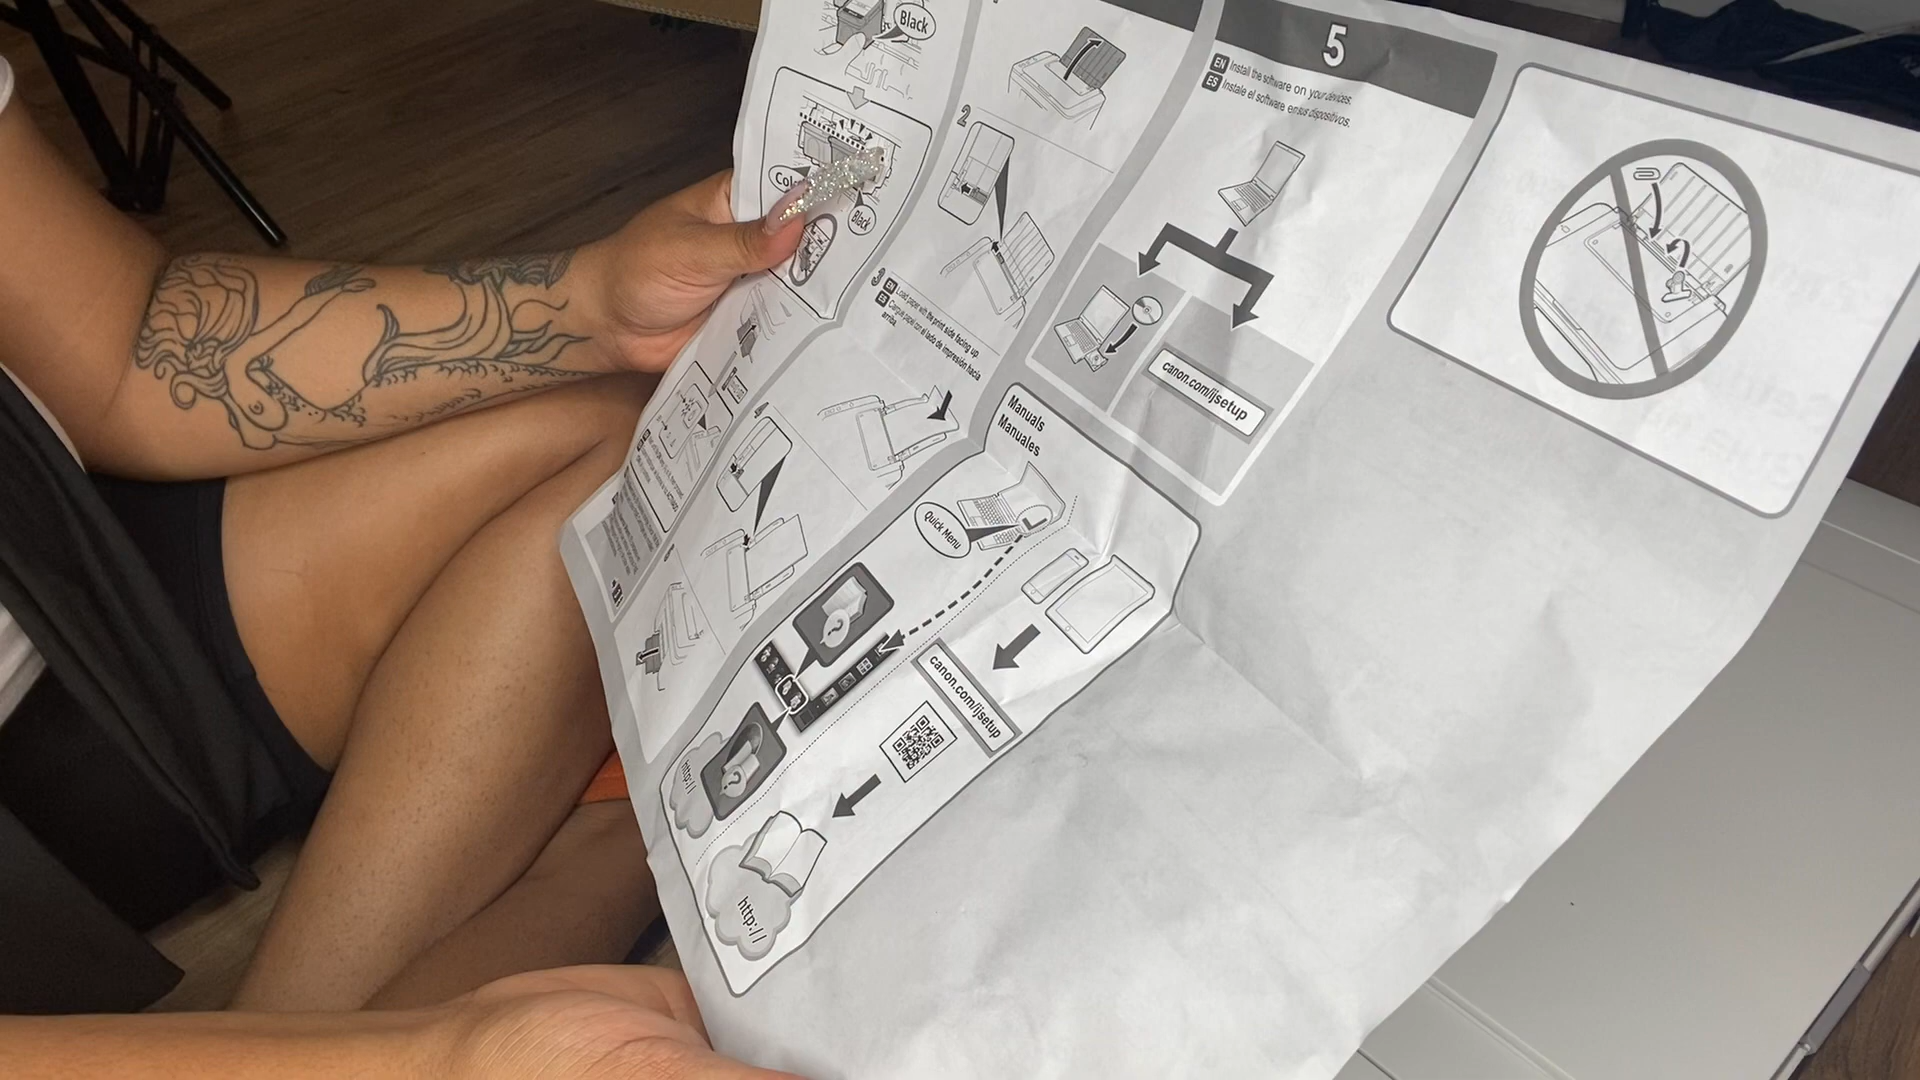 Black
Color
Black
2
3
EN Load paper with the print side facing up.
ES Cargue papel con el lado de impresión hacia
arriba.
5
EN Install the software on your devices.
ES Instale el software en sus dispositivos.
canon.com/ijsetup
Manuals
Manuales
Quick Menu
canon.com/ijsetup
http://
http://